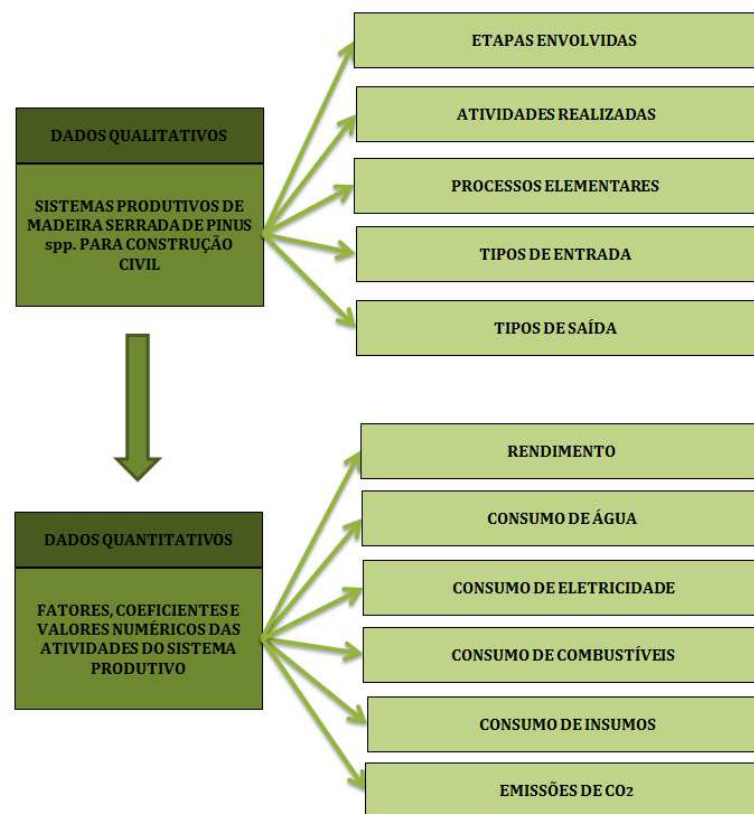 DADOS QUALITATIVOS
SISTEMAS PRODUTIVOS DE
MADEIRA SERRADA DE PINUS
spp. PARA CONSTRUÇÃO
CIVIL
ETAPAS ENVOLVIDAS
ATIVIDADES REALIZADAS
PROCESSOS ELEMENTARES
TIPOS DE ENTRADA
TIPOS DE SAÍDA
DADOS QUANTITATIVOS
FATORES, COEFICIENTES E
VALORES NUMÉRICOS DAS
ATIVIDADES DO SISTEMA
PRODUTIVO
RENDIMENTO
CONSUMO DE ÁGUA
CONSUMO DE ELETRICIDADE
CONSUMO DE COMBUSTÍVEIS
CONSUMO DE INSUMOS
EMISSÕES DE CO2